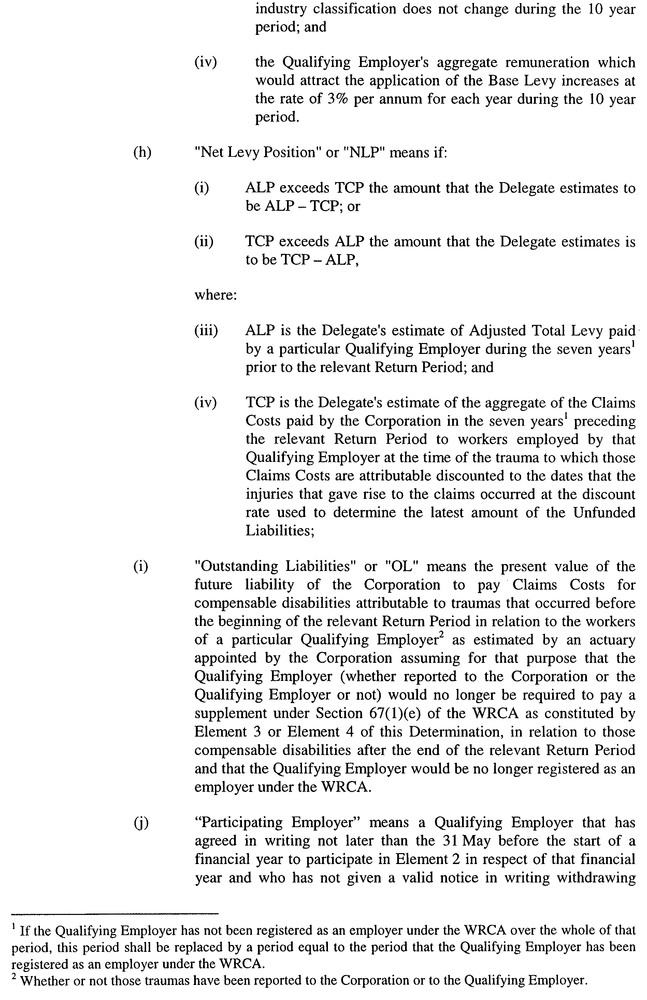 industry classification does not change during the 10 year
period; and
(iv) the Qualifying Employer's aggregate remuneration which
would attract the application of the Base Levy increases at
the rate of 3% per annum for each year during the 10 year
period.
(h) "Net Levy Position" or "NLP" means if:
(i) ALP exceeds TCP the amount that the Delegate estimates to
be ALP – TCP; or
(ii) TCP exceeds ALP the amount that the Delegate estimates is
to be TCP – ALP,
where:
(iii) ALP is the Delegate's estimate of Adjusted Total Levy paid
by a particular Qualifying Employer during the seven years¹
prior to the relevant Return Period; and
(iv) TCP is the Delegate's estimate of the aggregate of the Claims
Costs paid by the Corporation in the seven years¹ preceding
the relevant Return Period to workers employed by that
Qualifying Employer at the time of the trauma to which those
Claims Costs are attributable discounted to the dates that the
injuries that gave rise to the claims occurred at the discount
rate used to determine the latest amount of the Unfunded
Liabilities;
(i) "Outstanding Liabilities" or "OL" means the present value of the
future liability of the Corporation to pay Claims Costs for
compensable disabilities attributable to traumas that occurred before
the beginning of the relevant Return Period in relation to the workers
of a particular Qualifying Employer² as estimated by an actuary
appointed by the Corporation assuming for that purpose that the
Qualifying Employer (whether reported to the Corporation or the
Qualifying Employer or not) would no longer be required to pay a
supplement under Section 67(1)(e) of the WRCA as constituted by
Element 3 or Element 4 of this Determination, in relation to those
compensable disabilities after the end of the relevant Return Period
and that the Qualifying Employer would be no longer registered as an
employer under the WRCA.
(j) “Participating Employer” means a Qualifying Employer that has
agreed in writing not later than the 31 May before the start of a
financial year to participate in Element 2 in respect of that financial
year and who has not given a valid notice in writing withdrawing
¹ If the Qualifying Employer has not been registered as an employer under the WRCA over the whole of that
period, this period shall be replaced by a period equal to the period that the Qualifying Employer has been
registered as an employer under the WRCA.
² Whether or not those traumas have been reported to the Corporation or to the Qualifying Employer.